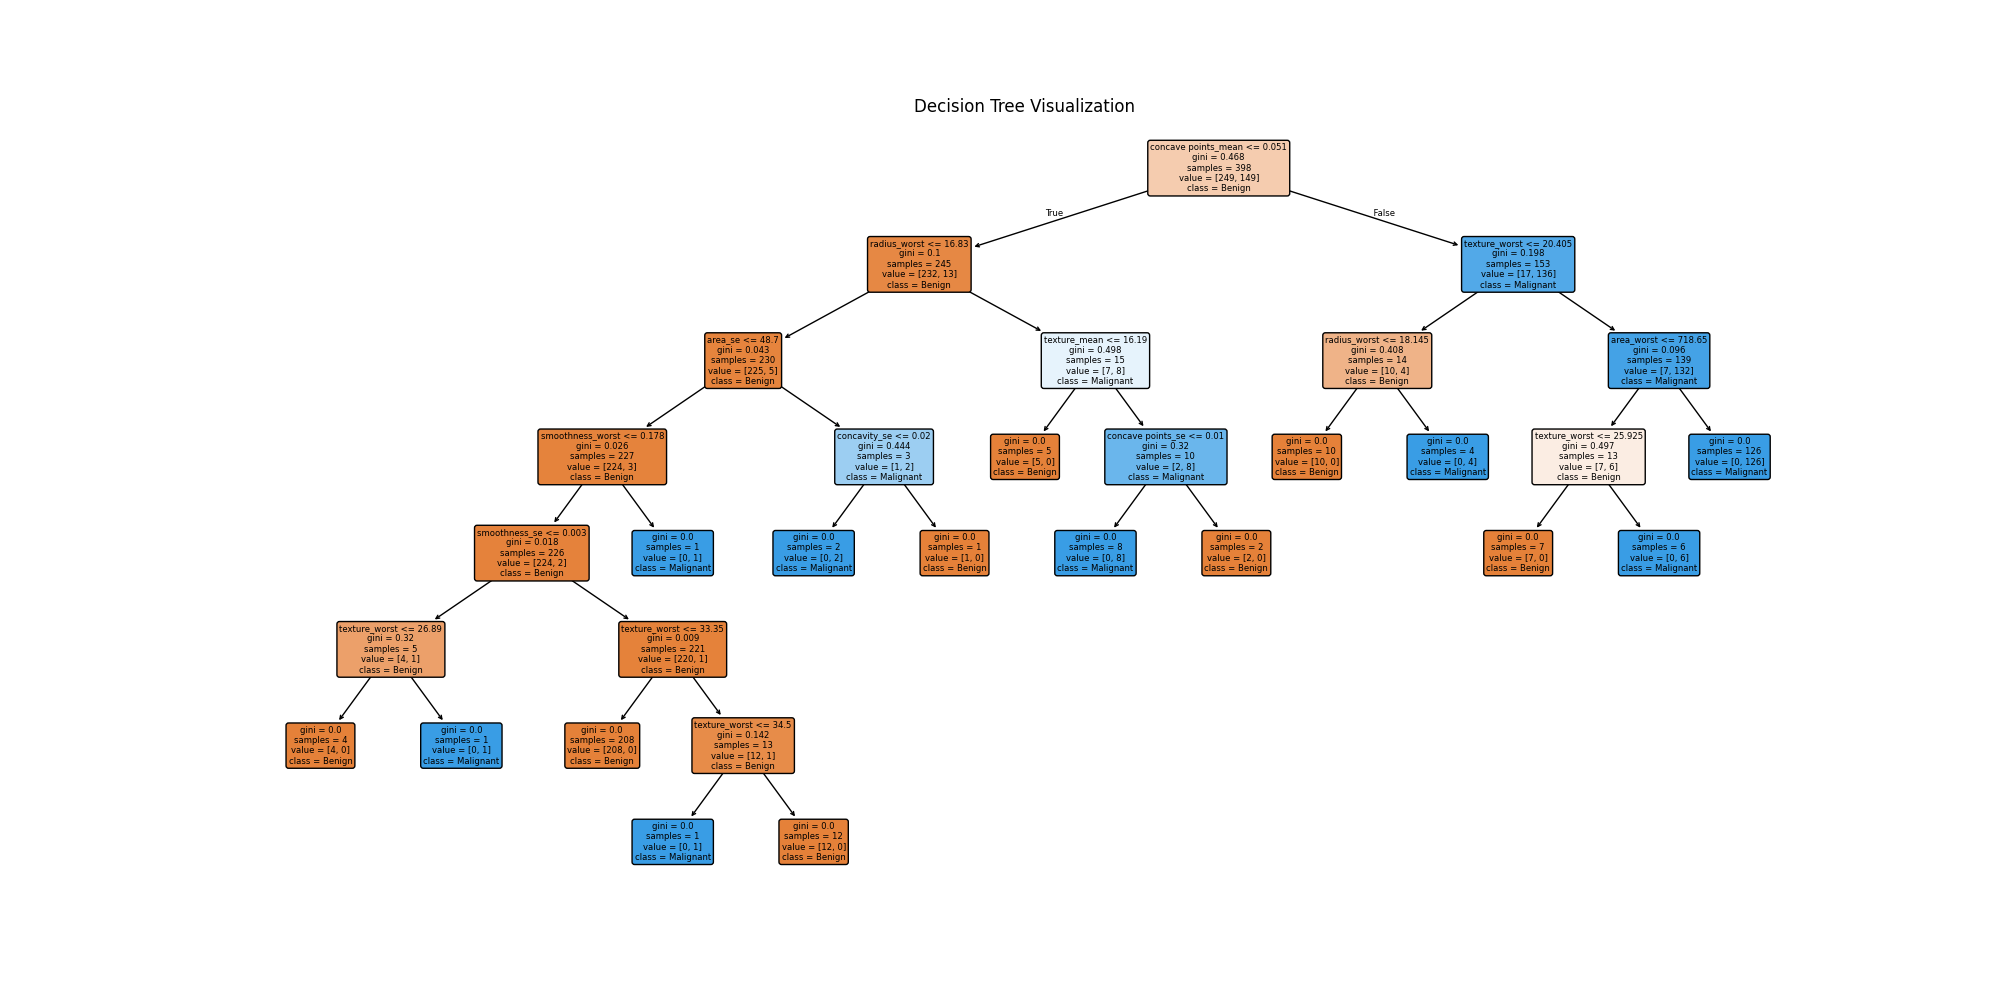 Decision Tree Visualization
concave points_mean <= 0.051
gini = 0.468
samples = 398
value = [249, 149]
class = Benign
True
False
radius_worst <= 16.83
gini = 0.1
samples = 245
value = [232, 13]
class = Benign
texture_worst <= 20.405
gini = 0.198
samples = 153
value = [17, 136]
class = Malignant
area_se <= 48.7
gini = 0.043
samples = 230
value = [225, 5]
class = Benign
texture_mean <= 16.19
gini = 0.498
samples = 15
value = [7, 8]
class = Malignant
radius_worst <= 18.145
gini = 0.408
samples = 14
value = [10, 4]
class = Benign
area_worst <= 718.65
gini = 0.096
samples = 139
value = [7, 132]
class = Malignant
smoothness_worst <= 0.178
gini = 0.026
samples = 227
value = [224, 3]
class = Benign
concavity_se <= 0.02
gini = 0.444
samples = 3
value = [1, 2]
class = Malignant
gini = 0.0
samples = 5
value = [5, 0]
class = Benign
concave points_se <= 0.01
gini = 0.32
samples = 10
value = [2, 8]
class = Malignant
gini = 0.0
samples = 10
value = [10, 0]
class = Benign
gini = 0.0
samples = 4
value = [0, 4]
class = Malignant
texture_worst <= 25.925
gini = 0.497
samples = 13
value = [7, 6]
class = Benign
gini = 0.0
samples = 126
value = [0, 126]
class = Malignant
smoothness_se <= 0.003
gini = 0.018
samples = 226
value = [224, 2]
class = Benign
gini = 0.0
samples = 1
value = [0, 1]
class = Malignant
gini = 0.0
samples = 2
value = [0, 2]
class = Malignant
gini = 0.0
samples = 1
value = [1, 0]
class = Benign
gini = 0.0
samples = 8
value = [0, 8]
class = Malignant
gini = 0.0
samples = 2
value = [2, 0]
class = Benign
gini = 0.0
samples = 7
value = [7, 0]
class = Benign
gini = 0.0
samples = 6
value = [0, 6]
class = Malignant
texture_worst <= 26.89
gini = 0.32
samples = 5
value = [4, 1]
class = Benign
texture_worst <= 33.35
gini = 0.009
samples = 221
value = [220, 1]
class = Benign
gini = 0.0
samples = 4
value = [4, 0]
class = Benign
gini = 0.0
samples = 1
value = [0, 1]
class = Malignant
gini = 0.0
samples = 208
value = [208, 0]
class = Benign
texture_worst <= 34.5
gini = 0.142
samples = 13
value = [12, 1]
class = Benign
gini = 0.0
samples = 1
value = [0, 1]
class = Malignant
gini = 0.0
samples = 12
value = [12, 0]
class = Benign